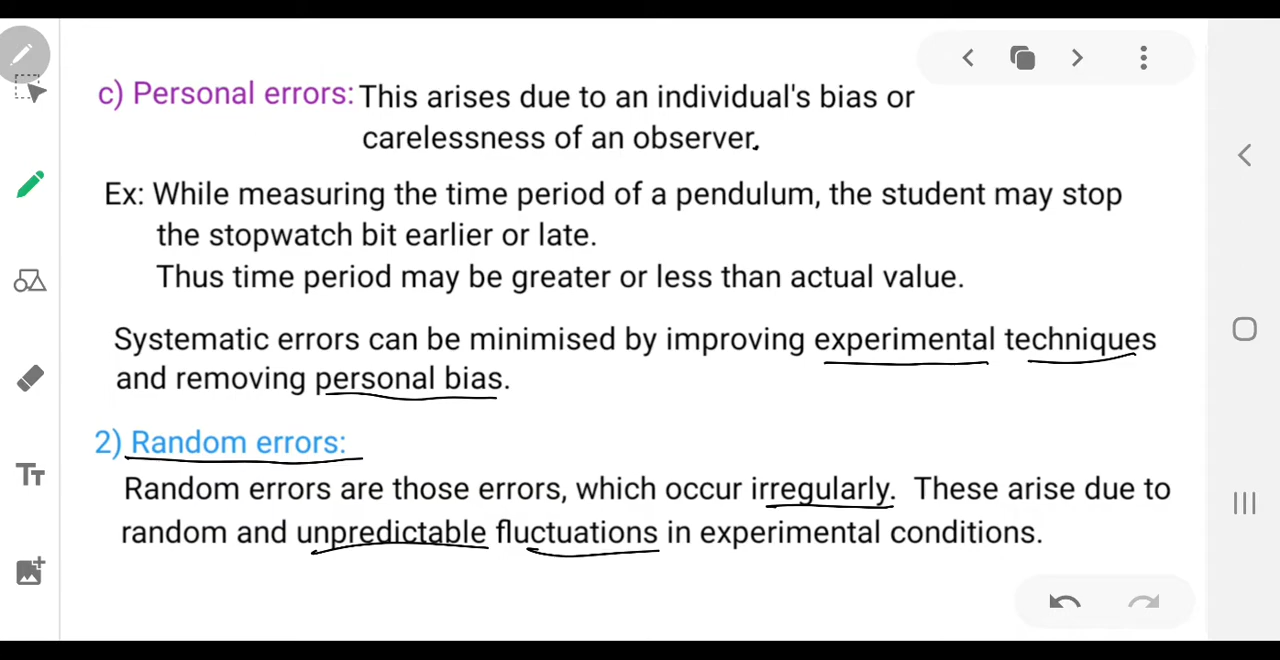 c) Personal errors: This arises due to an individual's bias or
carelessness of an observer.
Ex: While measuring the time period of a pendulum, the student may stop
the stopwatch bit earlier or late.
Thus time period may be greater or less than actual value.
Systematic errors can be minimised by improving experimental techniques
and removing personal bias.
2) Random errors:
Random errors are those errors, which occur irregularly. These arise due to
random and unpredictable fluctuations in experimental conditions.
TT